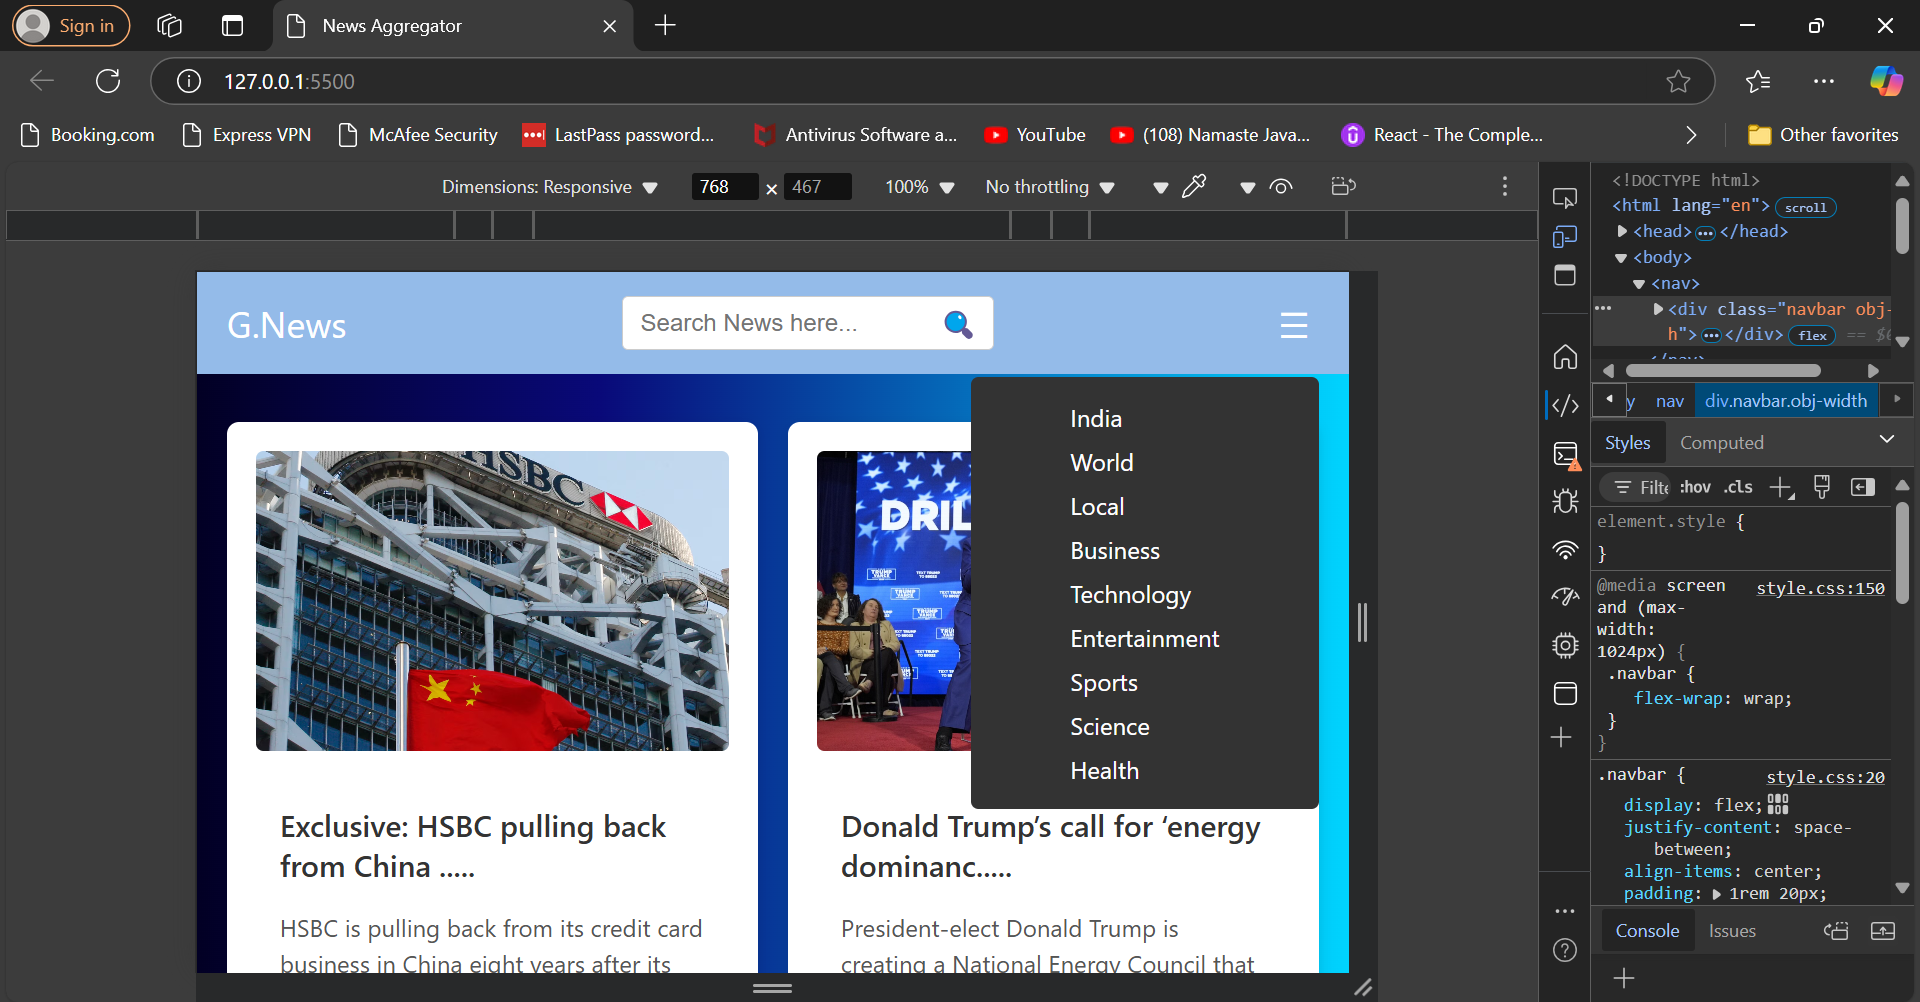 Sign in
News Aggregator
127.0.0.1:5500
Booking.com
Express VPN
McAfee Security
LastPass password...
Antivirus Software a...
YouTube
(108) Namaste Java...
React - The Comple...
Other favorites
Dimensions: Responsive
768 × 467
100%
No throttling
G.News
Search News here...
India
World
Local
Business
Technology
Entertainment
Sports
Science
Health
HSBC
DRIL
Exclusive: HSBC pulling back
from China .....
HSBC is pulling back from its credit card
business in China eight years after its
Donald Trump’s call for ‘energy
dominanc.....
President-elect Donald Trump is
creating a National Energy Council that
<!DOCTYPE html>
<html lang="en"> scroll
<head> ... </head>
<body>
<nav>
<div class="navbar obj-
h"> ... </div> flex
</nav>
y nav div.navbar.obj-width
Styles Computed
Filte :hov .cls
element.style {
}
@media screen style.css:150
and (max-
width:
1024px) {
.navbar {
flex-wrap: wrap;
}
}
.navbar { style.css:20
display: flex;
justify-content: space-
between;
align-items: center;
padding: 1rem 20px;
Console Issues